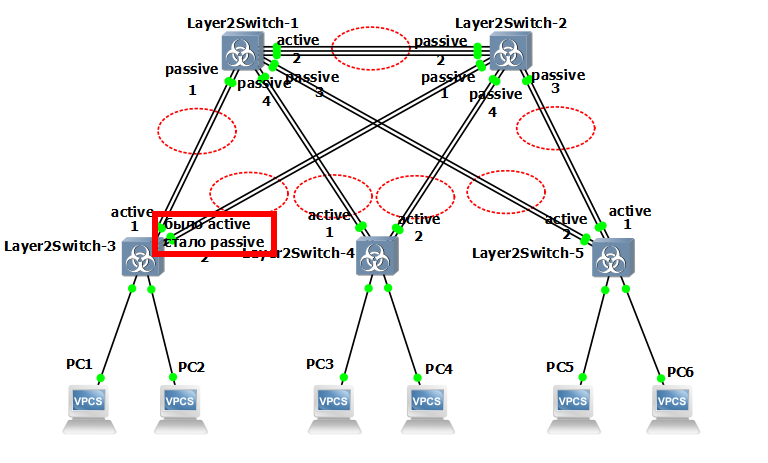 Layer2Switch-1
Layer2Switch-2
active
2
passive
2
passive
1
passive
4
passive
3
passive
1
passive
4
passive
3
active
1
было active
стало passive
2
active
1
active
2
active
2
active
1
Layer2Switch-3
Layer2Switch-4
Layer2Switch-5
PC1
PC2
PC3
PC4
PC5
PC6
VPCS
VPCS
VPCS
VPCS
VPCS
VPCS